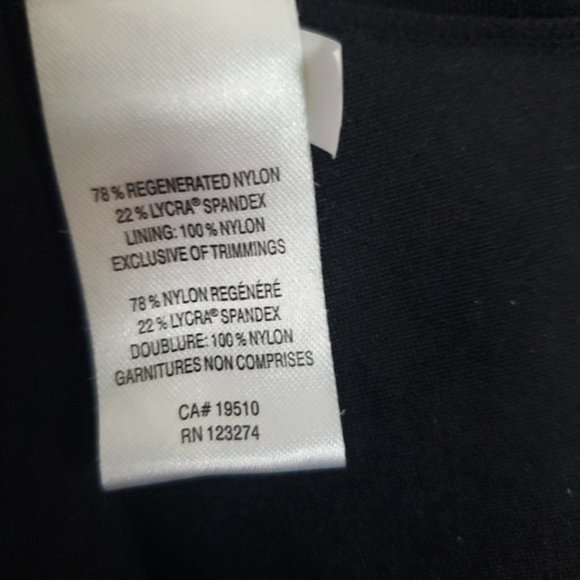 78% REGENERATED NYLON
22% LYCRA® SPANDEX
LINING: 100% NYLON
EXCLUSIVE OF TRIMMINGS
78% NYLON REGÉNÉRÉ
22% LYCRA® SPANDEX
DOUBLURE: 100% NYLON
GARNITURES NON COMPRISES
CA# 19510
RN 123274